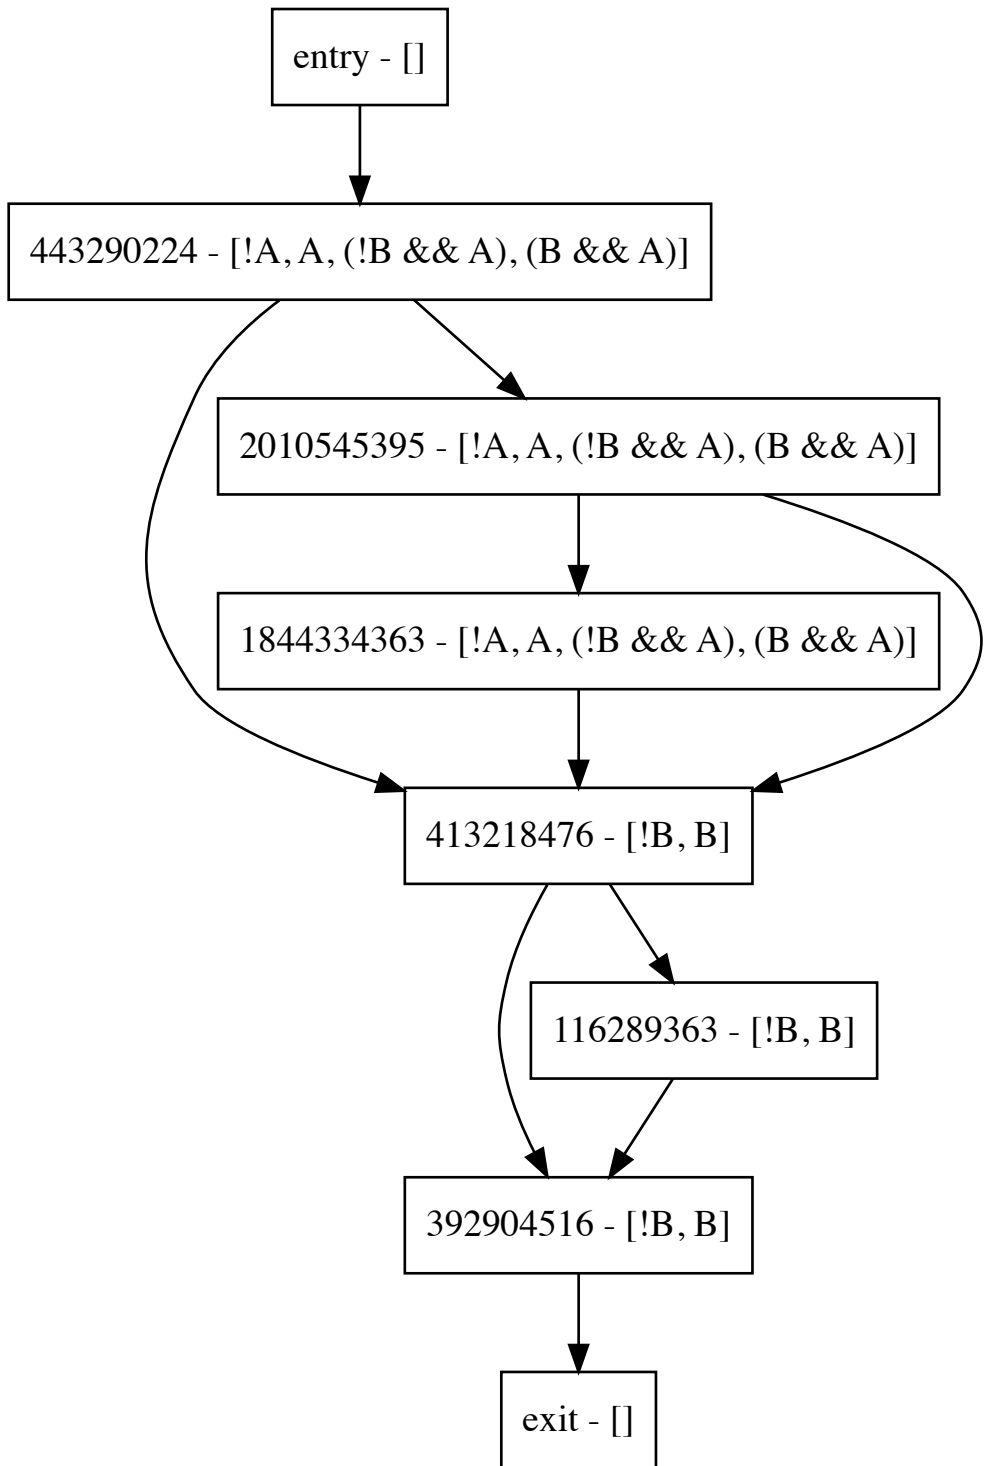 entry - []
443290224 - [!A, A, (!B && A), (B && A)]
2010545395 - [!A, A, (!B && A), (B && A)]
1844334363 - [!A, A, (!B && A), (B && A)]
413218476 - [!B, B]
116289363 - [!B, B]
392904516 - [!B, B]
exit - []